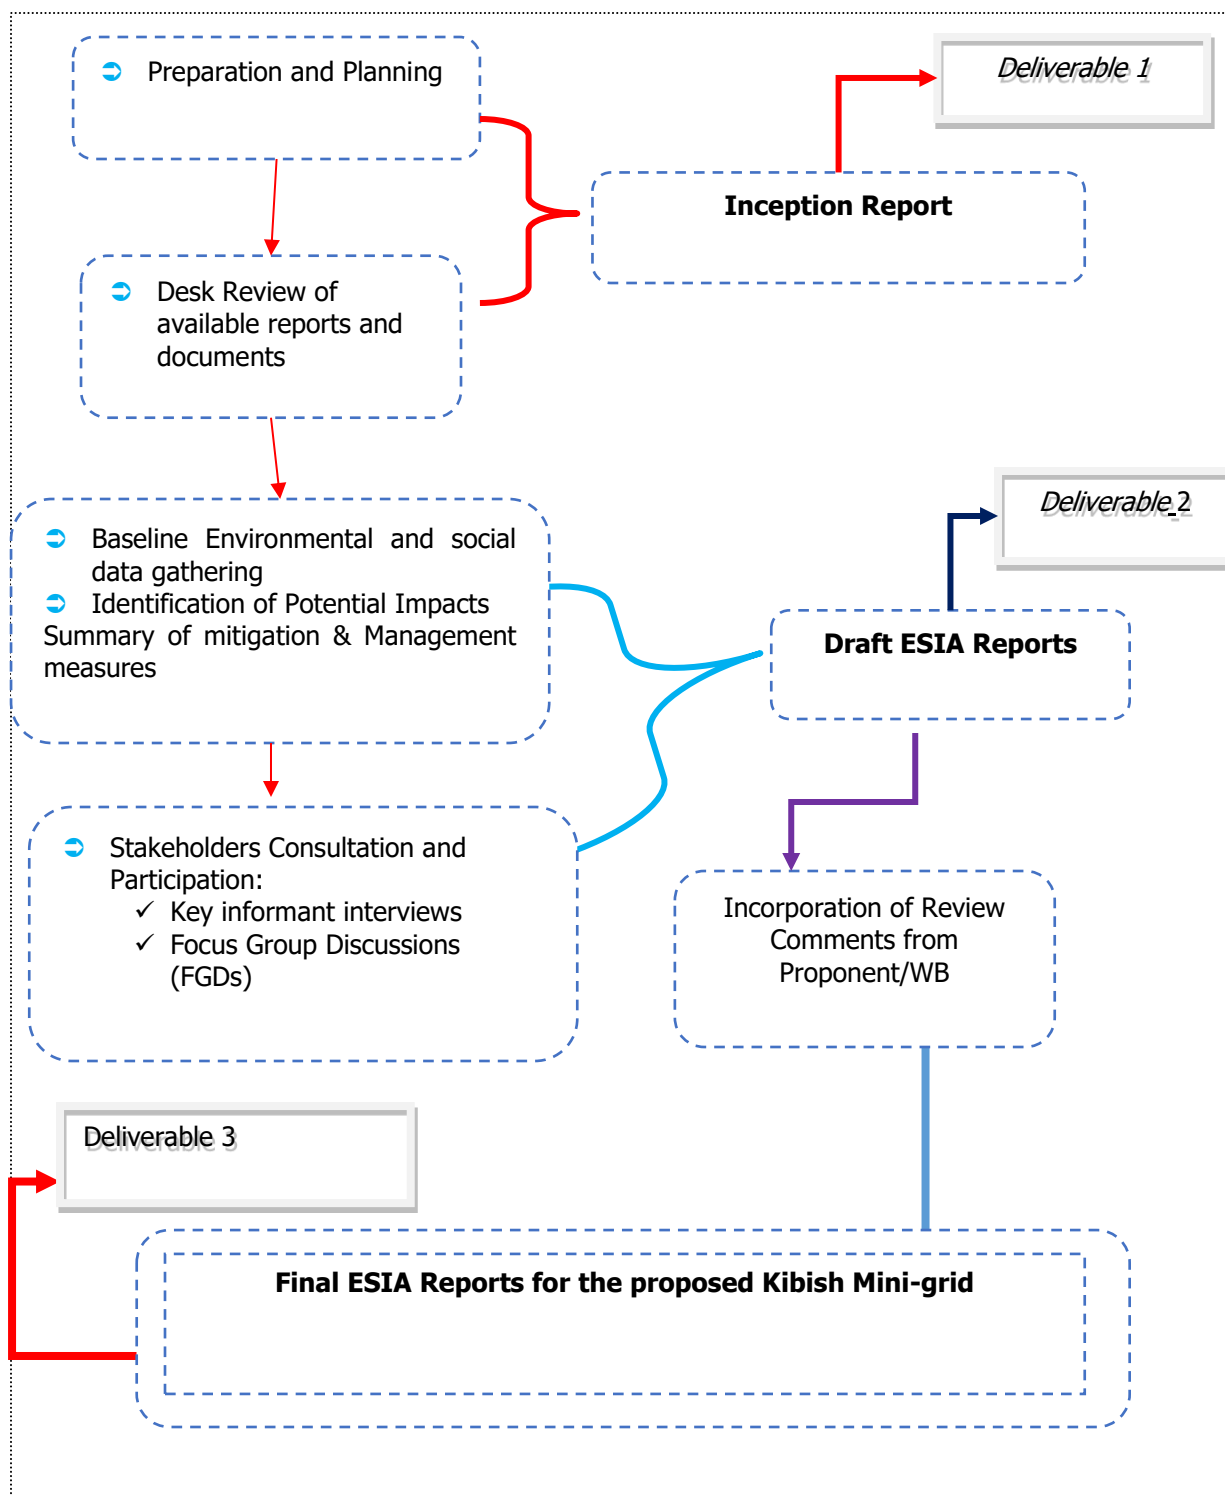 Preparation and Planning
Deliverable 1
Inception Report
Desk Review of
available reports and
documents
Baseline Environmental and social
data gathering
Identification of Potential Impacts
Summary of mitigation & Management
measures
Deliverable 2
Draft ESIA Reports
Stakeholders Consultation and
Participation:
✓ Key informant interviews
✓ Focus Group Discussions
(FGDs)
Incorporation of Review
Comments from
Proponent/WB
Deliverable 3
Final ESIA Reports for the proposed Kibish Mini-grid